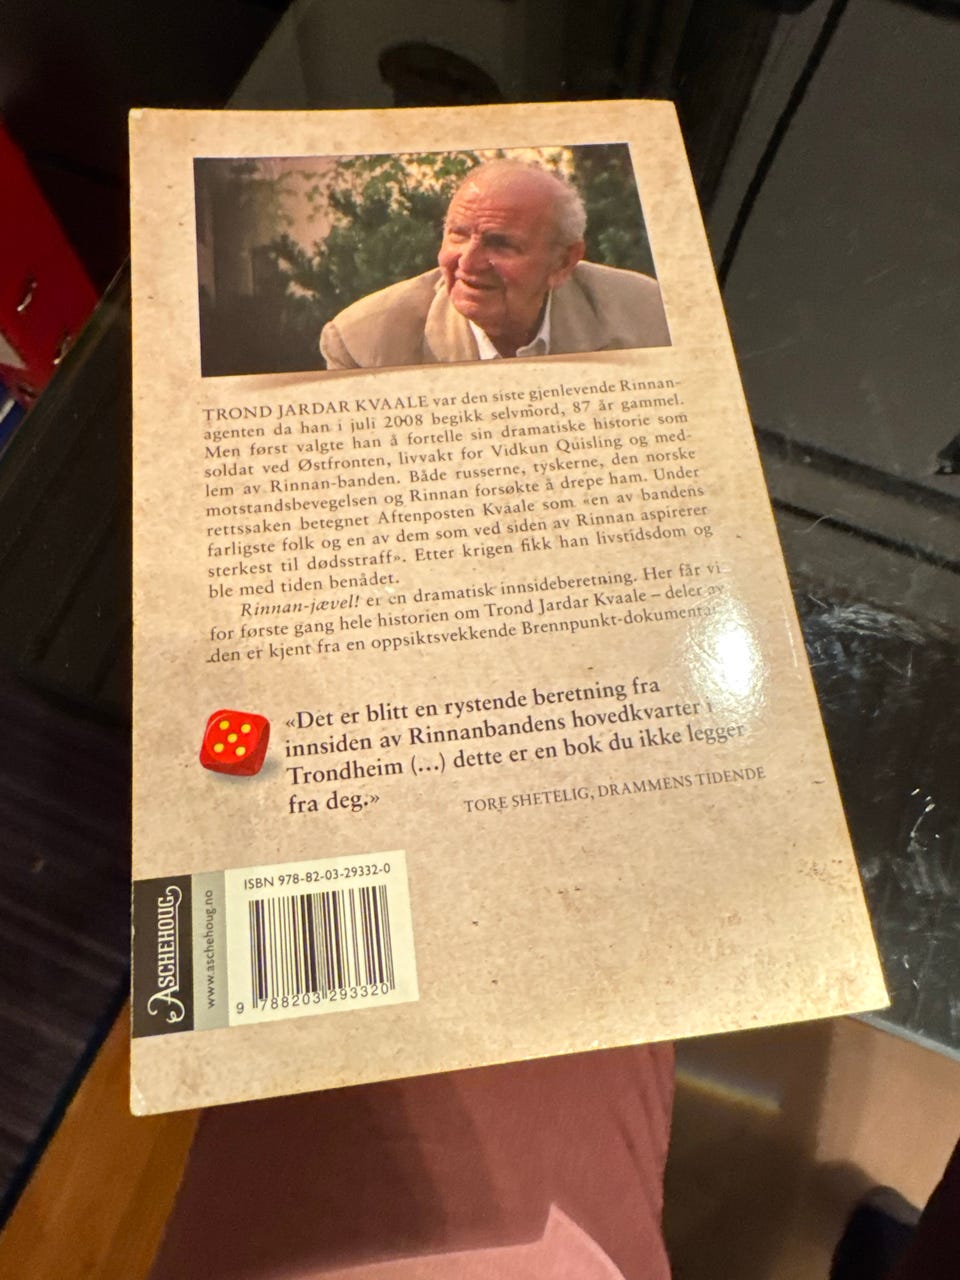 TROND JARDAR KVAALE var den siste gjenlevende Rinnan-
agenten da han i juli 2008 begikk selvmord, 87 år gammel.
Men først valgte han å fortelle sin dramatiske historie som
soldat ved Østfronten, livvakt for Vidkun Quisling og med-
lem av Rinnan-banden. Både russerne, tyskerne, den norske
motstandsbevegelsen og Rinnan forsøkte å drepe ham. Under
rettssaken betegnet Aftenposten Kvaale som «en av bandens
farligste folk og en av dem som ved siden av Rinnan aspirerer
sterkest til dødsstraff». Etter krigen fikk han livstidsdom og
ble med tiden benådet.
Rinnan-jævel! er en dramatisk innsideberetning. Her får vi
for første gang hele historien om Trond Jardar Kvaale – deler av
den er kjent fra en oppsiktsvekkende Brennpunkt-dokumentar.
«Det er blitt en rystende beretning fra
innsiden av Rinnanbandens hovedkvarter i
Trondheim (...) dette er en bok du ikke legger
fra deg.»
TORE SHETELIG, DRAMMENS TIDENDE
ISBN 978-82-03-29332-0
9 788203 293320
ASCHEHOUG
www.aschehoug.no